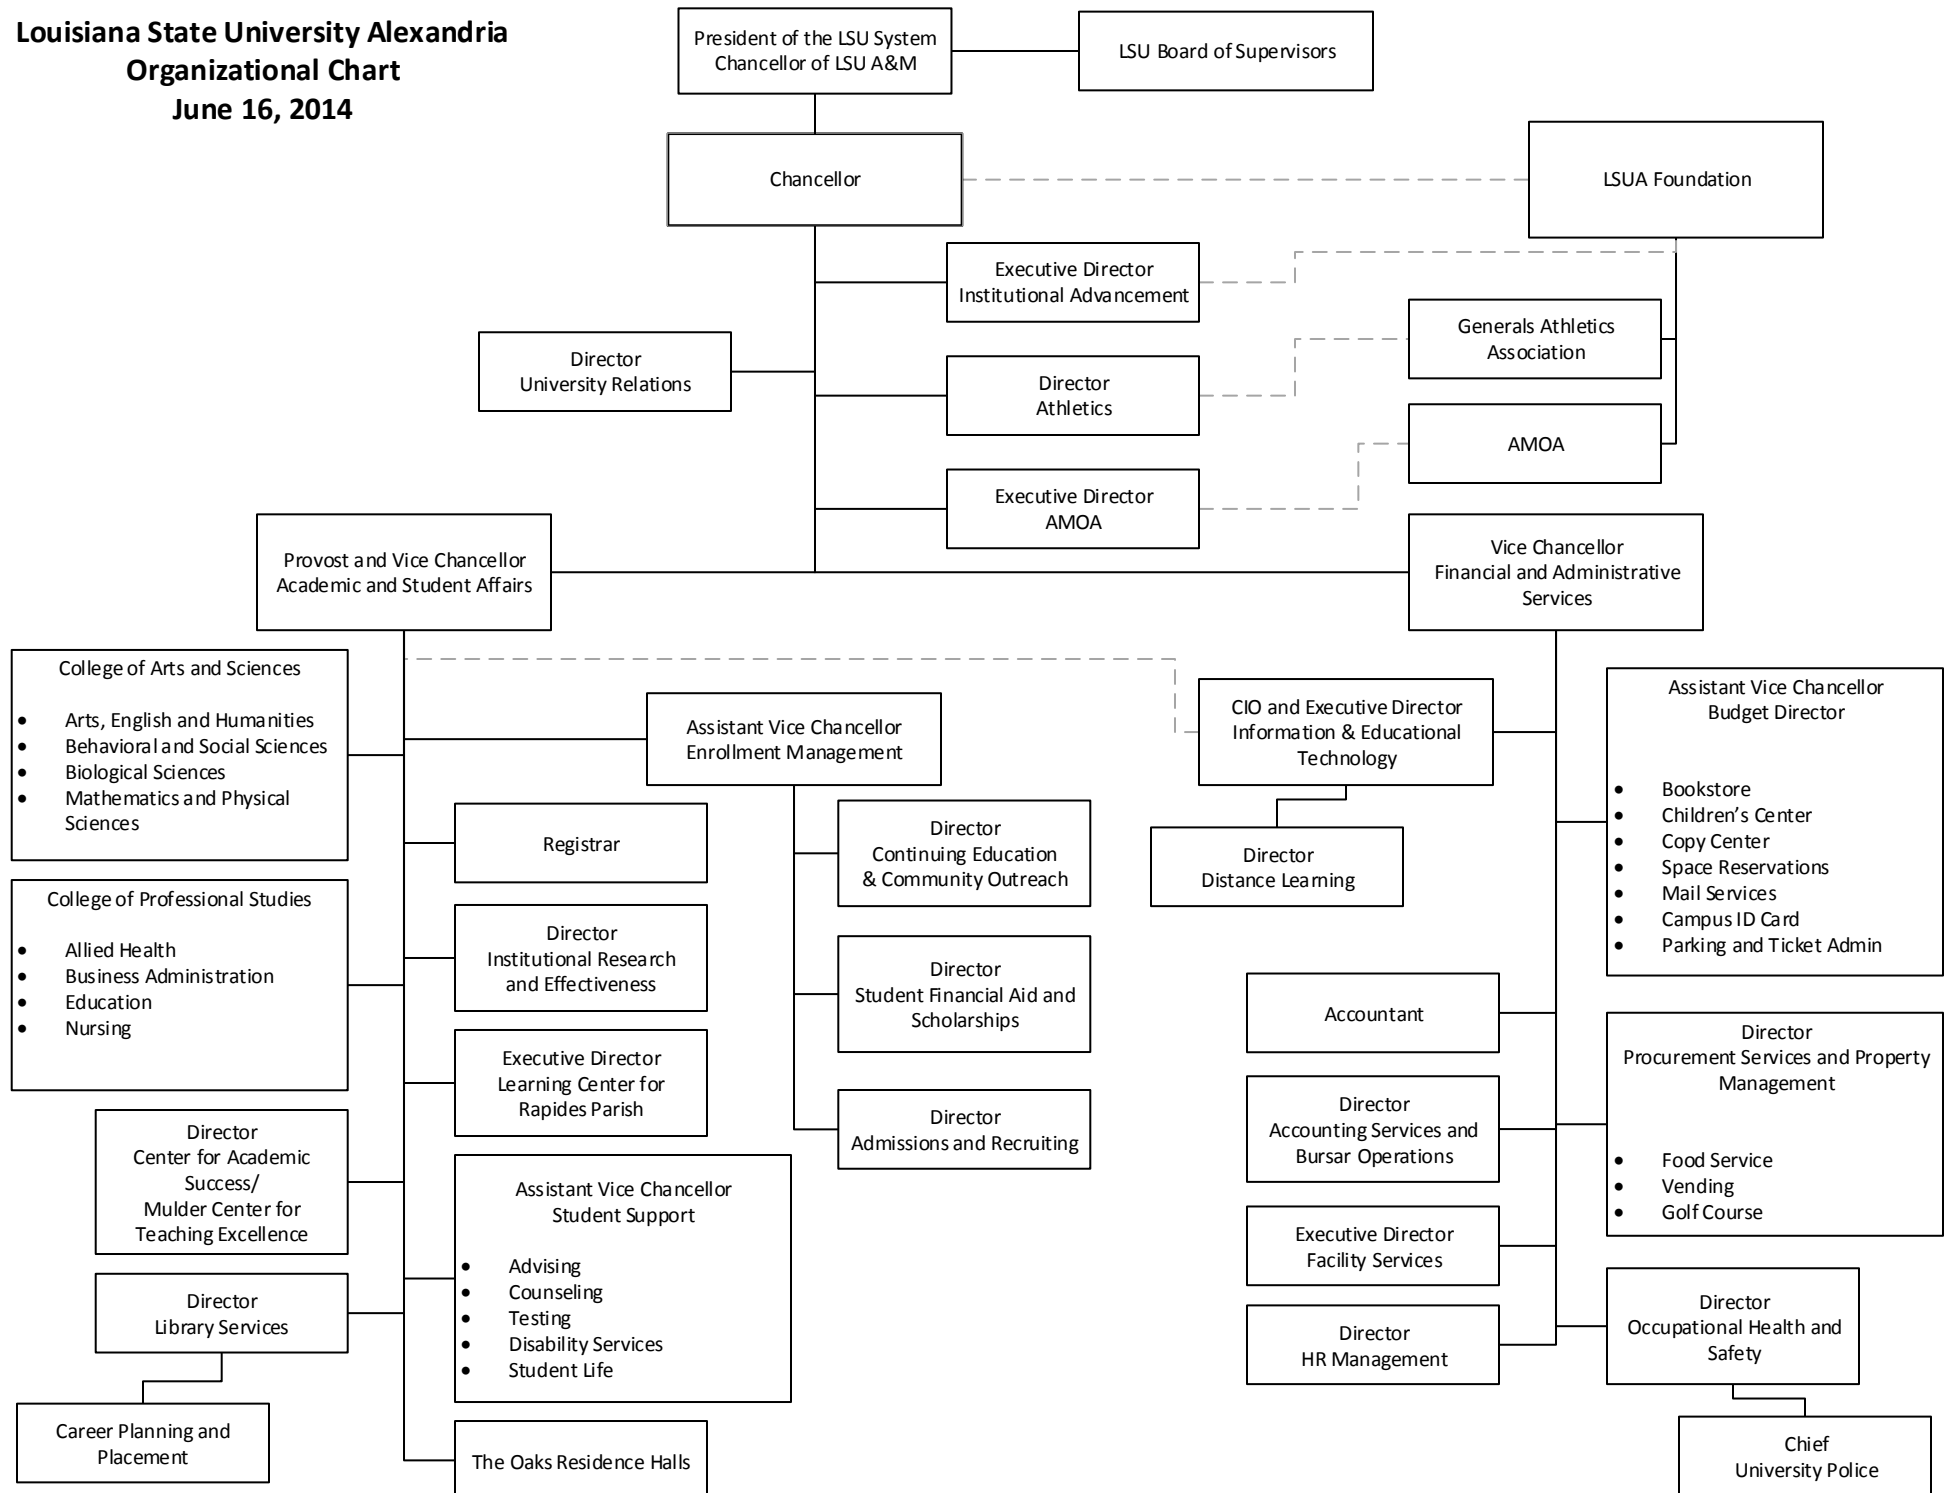 Louisiana State University Alexandria
Organizational Chart
June 16, 2014
President of the LSU System
Chancellor of LSU A&M
LSU Board of Supervisors
Chancellor
LSUA Foundation
Executive Director
Institutional Advancement
Generals Athletics
Association
Director
University Relations
Director
Athletics
AMOA
Executive Director
AMOA
Provost and Vice Chancellor
Academic and Student Affairs
Vice Chancellor
Financial and Administrative
Services
College of Arts and Sciences
• Arts, English and Humanities
• Behavioral and Social Sciences
• Biological Sciences
• Mathematics and Physical
Sciences
Assistant Vice Chancellor
Enrollment Management
CIO and Executive Director
Information & Educational
Technology
Assistant Vice Chancellor
Budget Director
• Bookstore
• Children’s Center
• Copy Center
• Space Reservations
• Mail Services
• Campus ID Card
• Parking and Ticket Admin
Registrar
Director
Continuing Education
& Community Outreach
Director
Distance Learning
College of Professional Studies
• Allied Health
• Business Administration
• Education
• Nursing
Director
Institutional Research
and Effectiveness
Director
Student Financial Aid and
Scholarships
Accountant
Director
Procurement Services and Property
Management
• Food Service
• Vending
• Golf Course
Executive Director
Learning Center for
Rapides Parish
Director
Admissions and Recruiting
Director
Accounting Services and
Bursar Operations
Director
Center for Academic
Success/
Mulder Center for
Teaching Excellence
Assistant Vice Chancellor
Student Support
• Advising
• Counseling
• Testing
• Disability Services
• Student Life
Executive Director
Facility Services
Director
Library Services
Director
HR Management
Director
Occupational Health and
Safety
Career Planning and
Placement
The Oaks Residence Halls
Chief
University Police